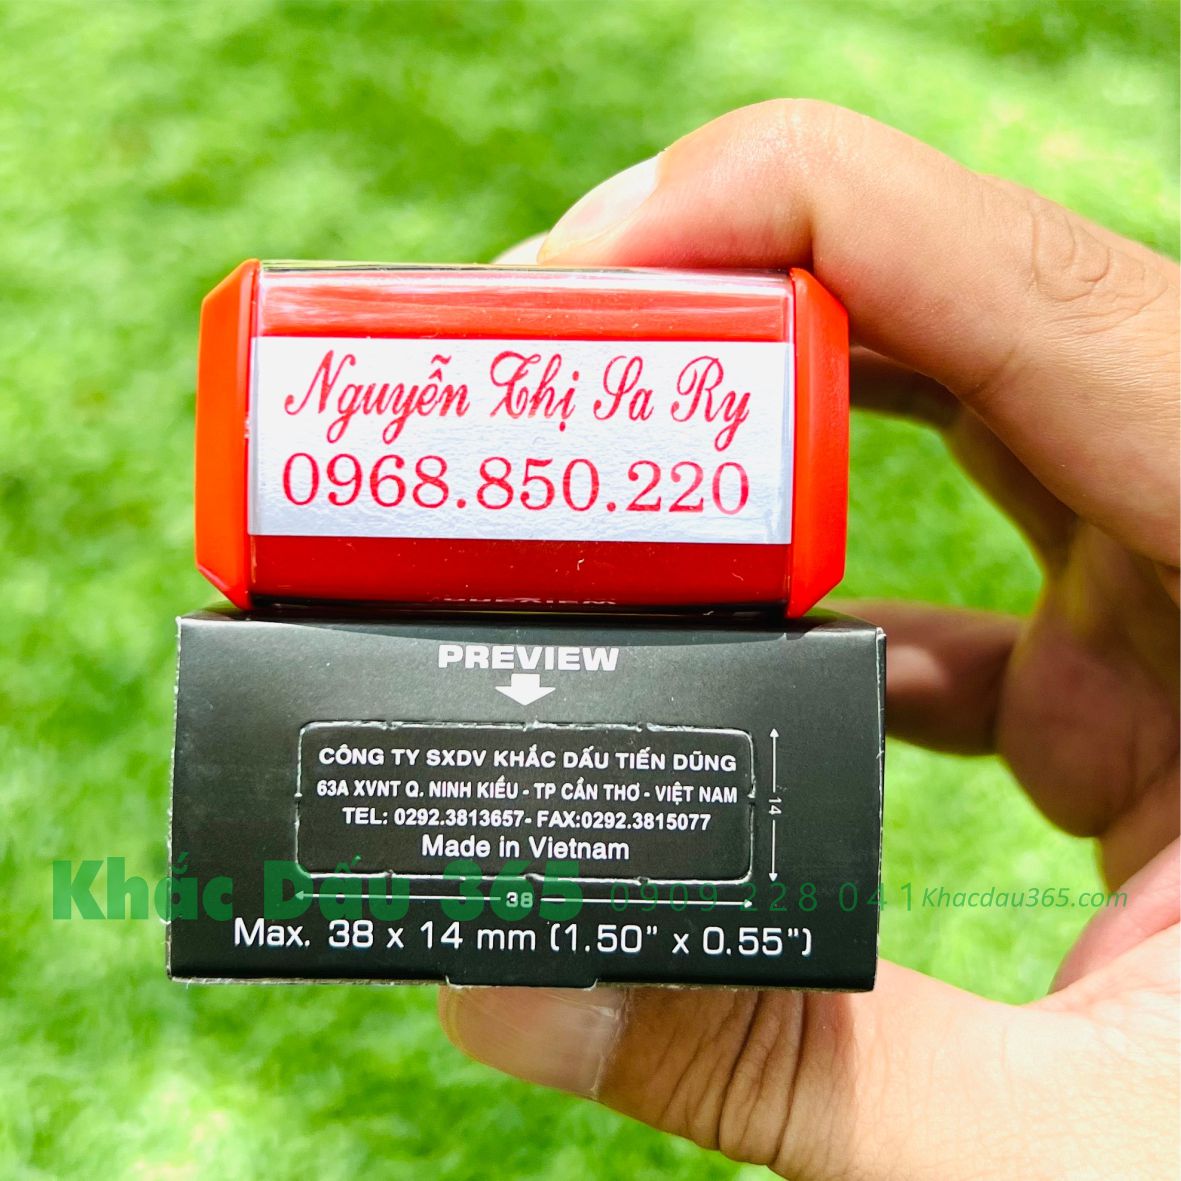 Nguyễn Thị Sa Ry
0968.850.220
PREVIEW
CÔNG TY SXDV KHẮC DẤU TIẾN DŨNG
63A XVNT Q. NINH KIỀU - TP CẦN THƠ - VIỆT NAM
TEL: 0292.3813657- FAX:0292.3815077
Made in Vietnam
14
38
Khắc Dấu 365 0909 228 041 Khacdau365.com
Max. 38 x 14 mm (1.50" x 0.55")